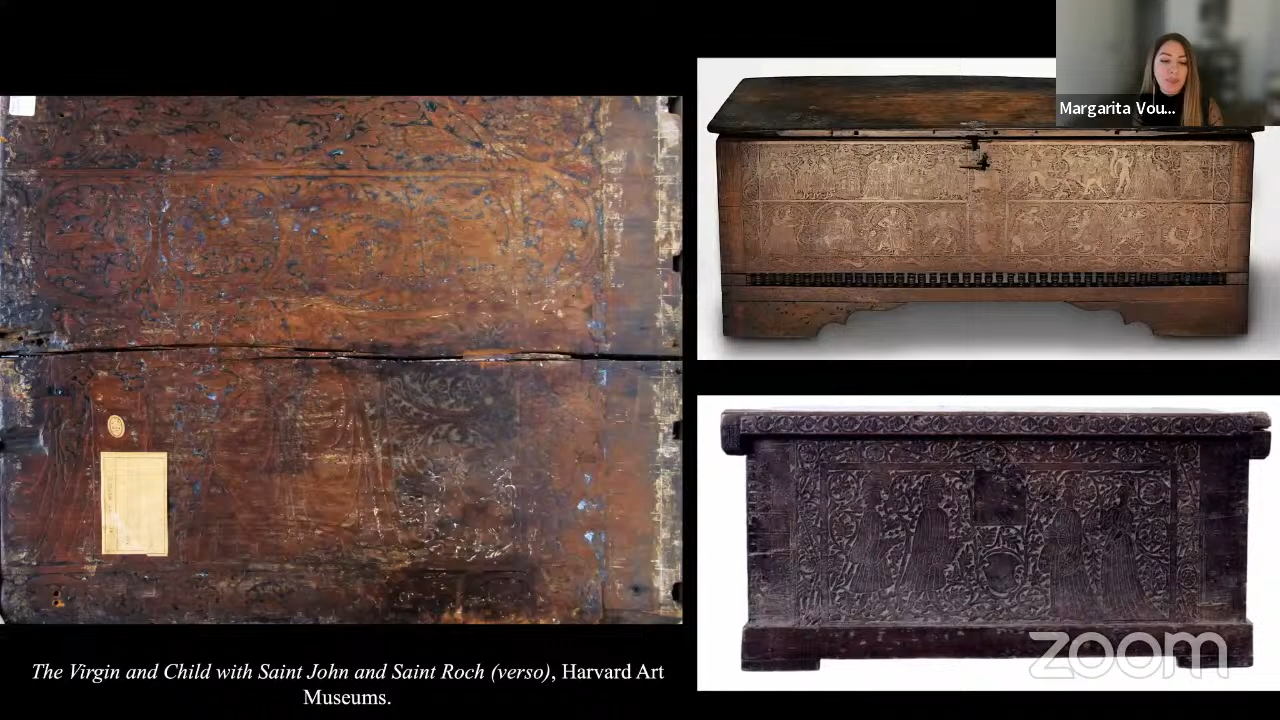 Margarita Vou...
The Virgin and Child with Saint John and Saint Roch (verso), Harvard Art
Museums.
zoom